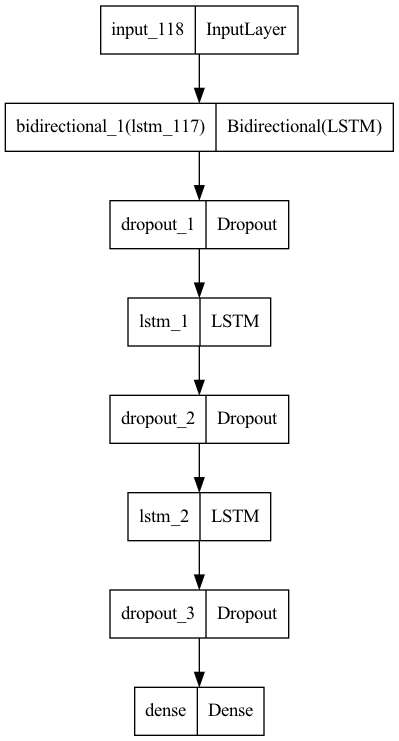 input_118 InputLayer
bidirectional_1(lstm_117) Bidirectional(LSTM)
dropout_1 Dropout
lstm_1 LSTM
dropout_2 Dropout
lstm_2 LSTM
dropout_3 Dropout
dense Dense